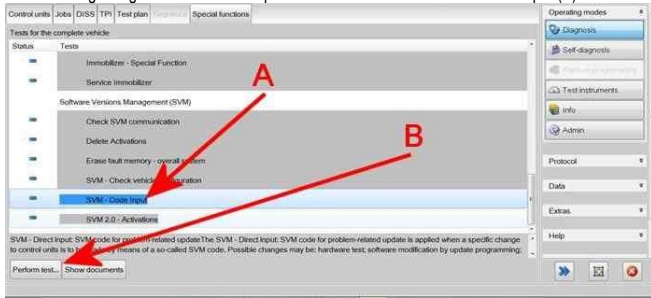 Control units Jobs DISS TPI Test plan Special functions
Operating modes
Tests for the complete vehicle
Status Tests
Diagnosis
Immobilizer - Special Function
Self-diagnosis
Service Immobilizer
A
Test instruments
Software Versions Management (SVM)
Info
Check SVM communication
Admin
Delete Activations
B
Erase fault memory - overall system
Protocol
SVM - Check vehicle configuration
Data
SVM - Code Input
Extras
SVM 2.0 - Activations
Help
SVM - Direct Input: SVM code for problem-related updateThe SVM - Direct Input: SVM code for problem-related update is applied when a specific change
to control units is to be by means of a so-called SVM code. Possible changes may be: hardware test, software modification by update programming;
Perform test... Show documents